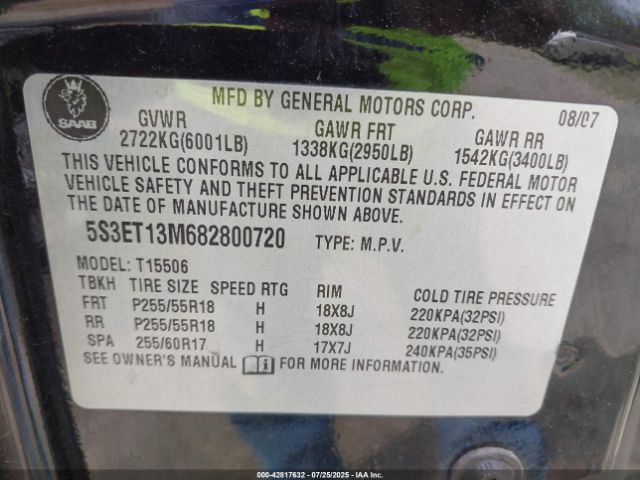 SAAB
MFD BY GENERAL MOTORS CORP. 08/07
GVWR GAWR FRT GAWR RR
2722KG(6001LB) 1338KG(2950LB) 1542KG(3400LB)
THIS VEHICLE CONFORMS TO ALL APPLICABLE U.S. FEDERAL MOTOR
VEHICLE SAFETY AND THEFT PREVENTION STANDARDS IN EFFECT ON
THE DATE OF MANUFACTURE SHOWN ABOVE.
5S3ET13M682800720 TYPE: M.P.V.
MODEL: T15506
TBKH TIRE SIZE SPEED RTG RIM COLD TIRE PRESSURE
FRT P255/55R18 H 18X8J 220KPA(32PSI)
RR P255/55R18 H 18X8J 220KPA(32PSI)
SPA 255/60R17 H 17X7J 240KPA(35PSI)
SEE OWNER'S MANUAL FOR MORE INFORMATION.
000-42817632 - 07/25/2025 - IAA Inc.